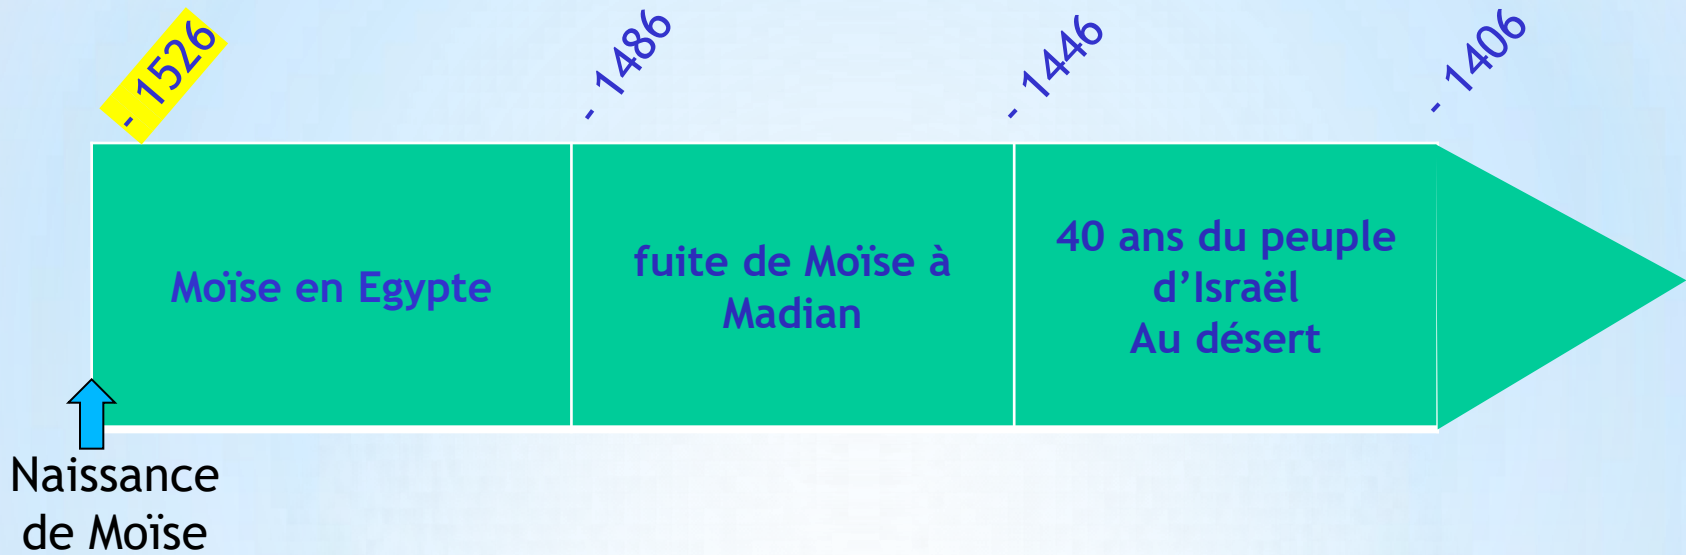 - 1526
- 1486
- 1446
- 1406
Moïse en Egypte
fuite de Moïse à
Madian
40 ans du peuple
d’Israël
Au désert
Naissance
de Moïse